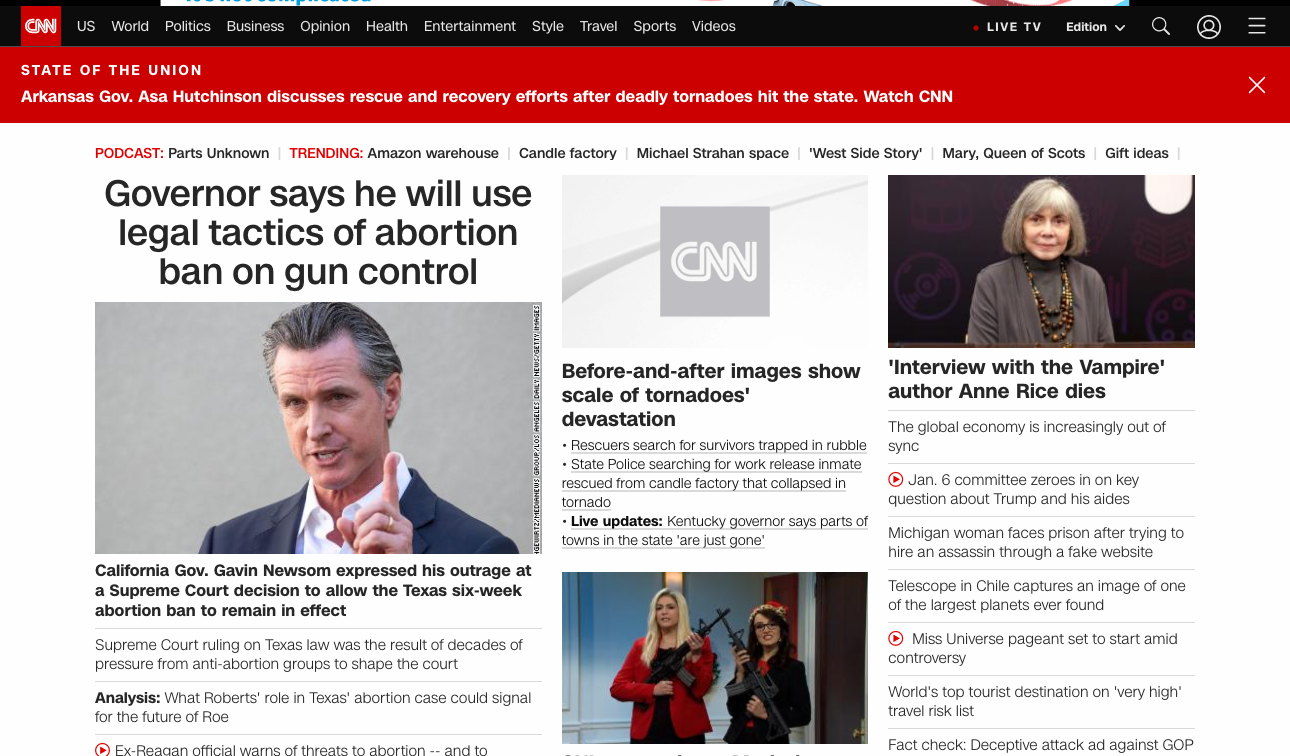 CNN
US World Politics Business Opinion Health Entertainment Style Travel Sports Videos
LIVE TV Edition
STATE OF THE UNION
Arkansas Gov. Asa Hutchinson discusses rescue and recovery efforts after deadly tornadoes hit the state. Watch CNN
PODCAST: Parts Unknown | TRENDING: Amazon warehouse | Candle factory | Michael Strahan space | 'West Side Story' | Mary, Queen of Scots | Gift ideas |
Governor says he will use
legal tactics of abortion
ban on gun control
/MEDIANEWS GROUP/LOS ANGELES DAILY NEWS/GETTY IMAGES
California Gov. Gavin Newsom expressed his outrage at
a Supreme Court decision to allow the Texas six-week
abortion ban to remain in effect
Supreme Court ruling on Texas law was the result of decades of
pressure from anti-abortion groups to shape the court
Analysis: What Roberts' role in Texas' abortion case could signal
for the future of Roe
Ex-Reagan official warns of threats to abortion -- and to
CNN
Before-and-after images show
scale of tornadoes'
devastation
• Rescuers search for survivors trapped in rubble
• State Police searching for work release inmate
rescued from candle factory that collapsed in
tornado
• Live updates: Kentucky governor says parts of
towns in the state 'are just gone'
'Interview with the Vampire'
author Anne Rice dies
The global economy is increasingly out of
sync
Jan. 6 committee zeroes in on key
question about Trump and his aides
Michigan woman faces prison after trying to
hire an assassin through a fake website
Telescope in Chile captures an image of one
of the largest planets ever found
Miss Universe pageant set to start amid
controversy
World's top tourist destination on 'very high'
travel risk list
Fact check: Deceptive attack ad against GOP